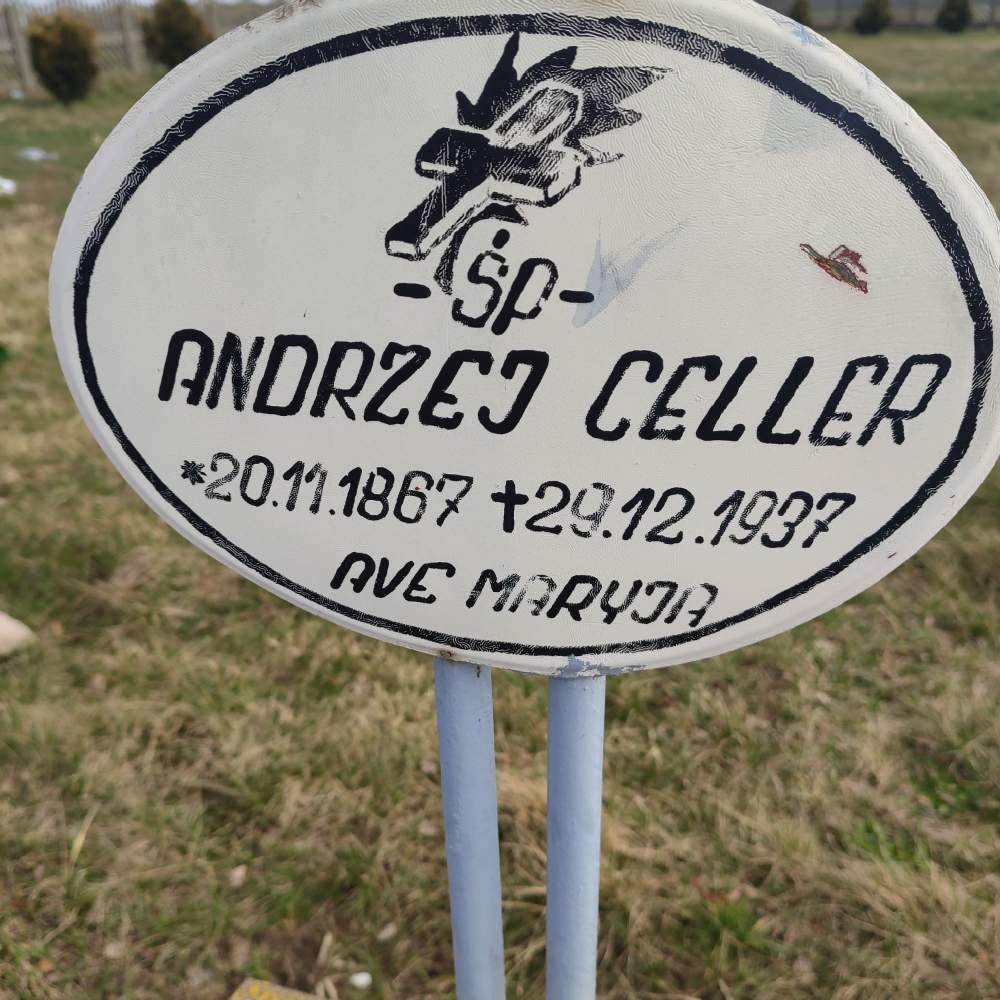 -ŚP-
ANDRZEJ CELLER
*20.11.1867 †29.12.1937
AVE MARYJA